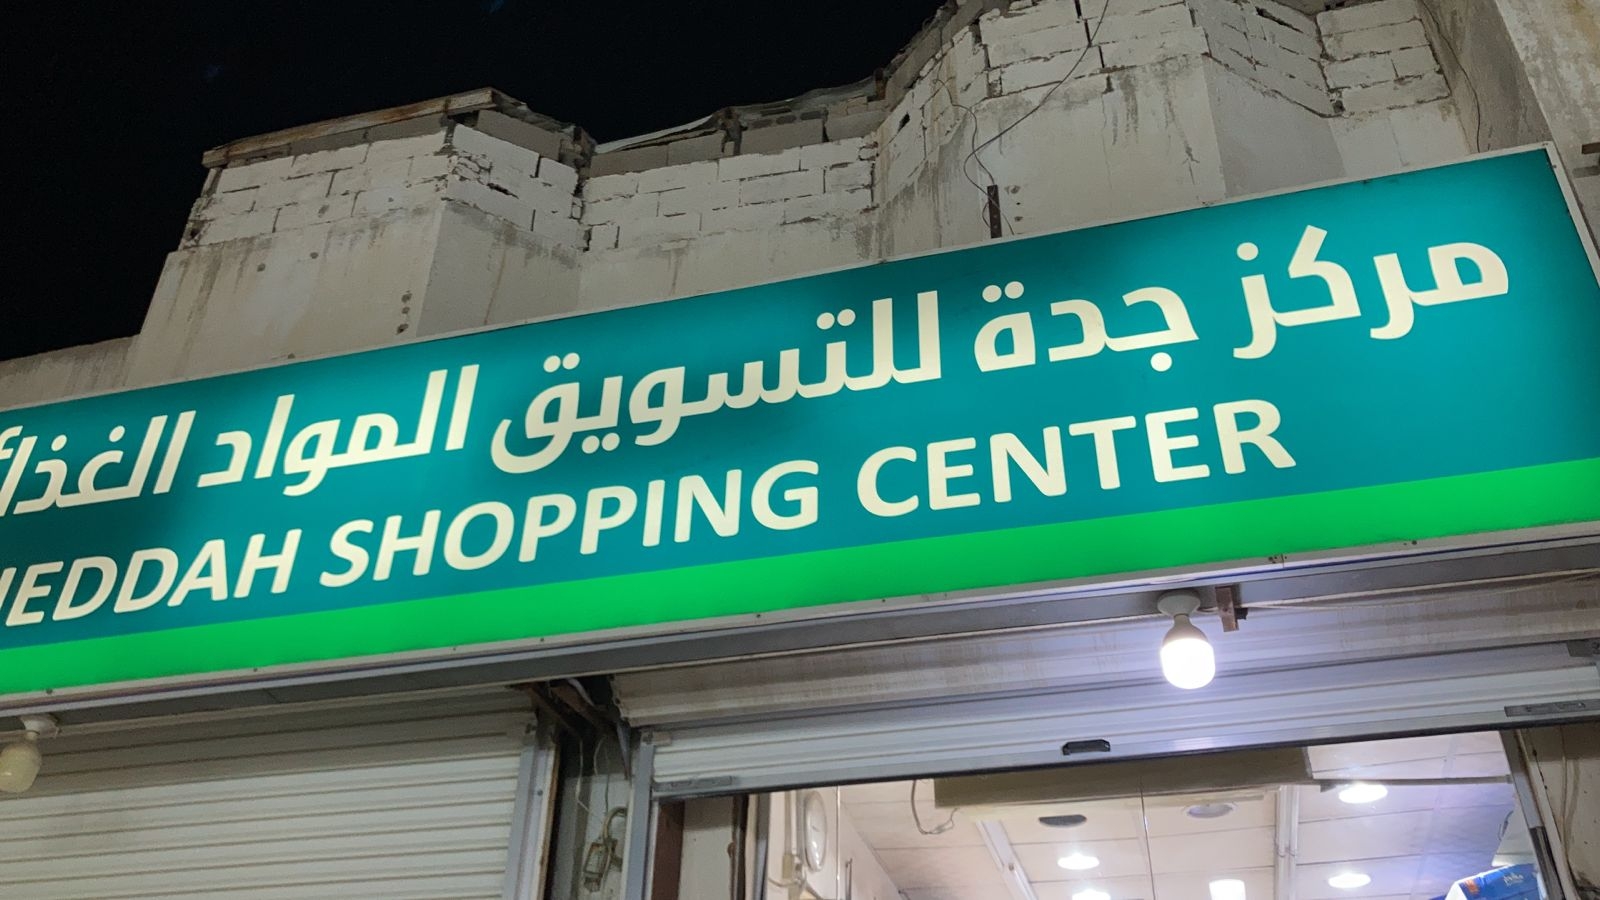 مركز جدة للتسويق المواد
JEDDAH SHOPPING CENTER